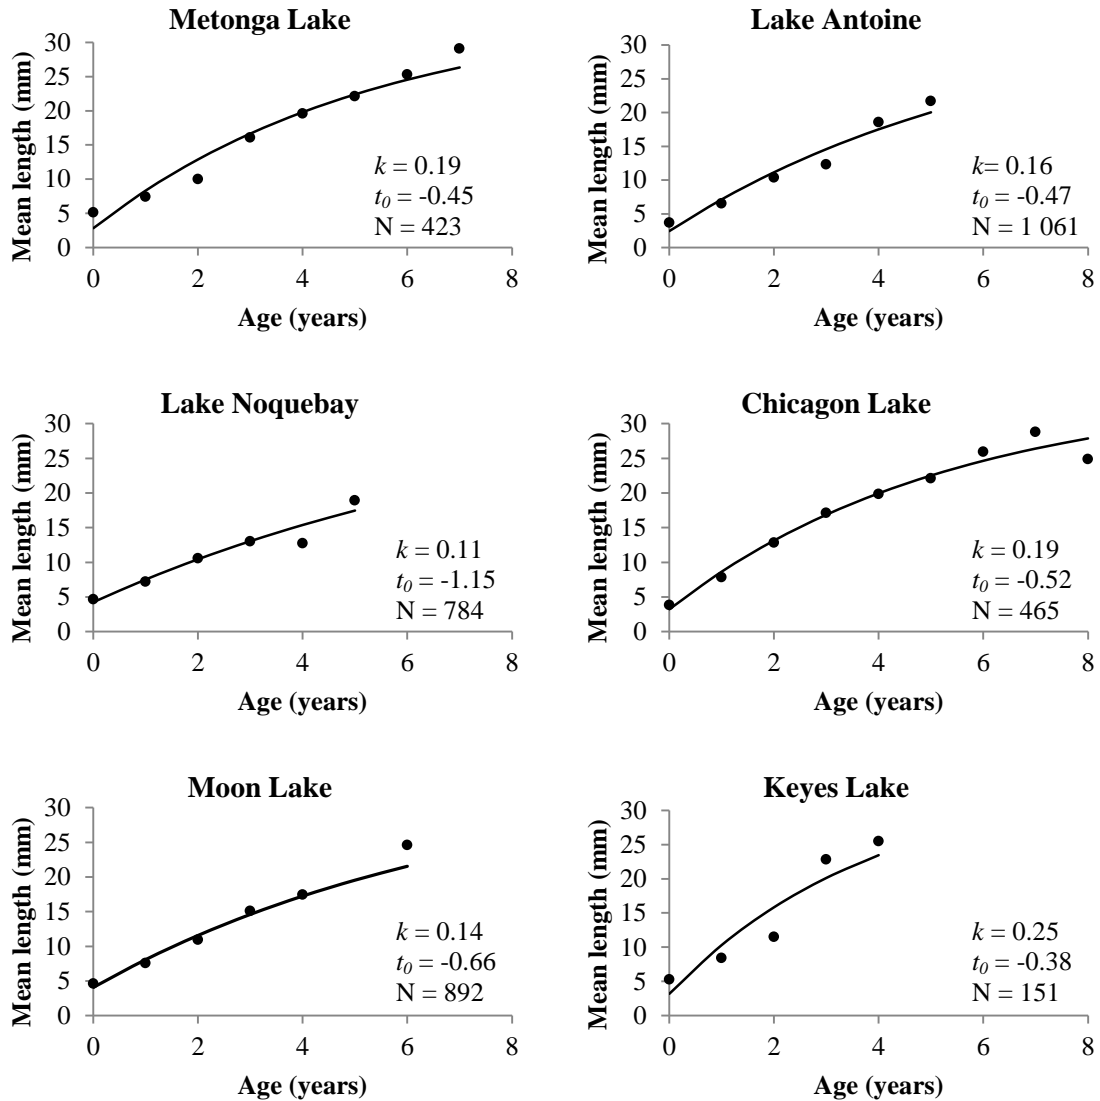 Metonga Lake
Mean length (mm)
30
25
20
15
10
5
0
k = 0.19
t0 = -0.45
N = 423
0 2 4 6 8
Age (years)
Lake Antoine
Mean length (mm)
30
25
20
15
10
5
0
k= 0.16
t0 = -0.47
N = 1 061
0 2 4 6 8
Age (years)
Lake Noquebay
Mean length (mm)
30
25
20
15
10
5
0
k = 0.11
t0 = -1.15
N = 784
0 2 4 6 8
Age (years)
Chicagon Lake
Mean length (mm)
30
25
20
15
10
5
0
k = 0.19
t0 = -0.52
N = 465
0 2 4 6 8
Age (years)
Moon Lake
Mean length (mm)
30
25
20
15
10
5
0
k = 0.14
t0 = -0.66
N = 892
0 2 4 6 8
Age (years)
Keyes Lake
Mean length (mm)
30
25
20
15
10
5
0
k = 0.25
t0 = -0.38
N = 151
0 2 4 6 8
Age (years)